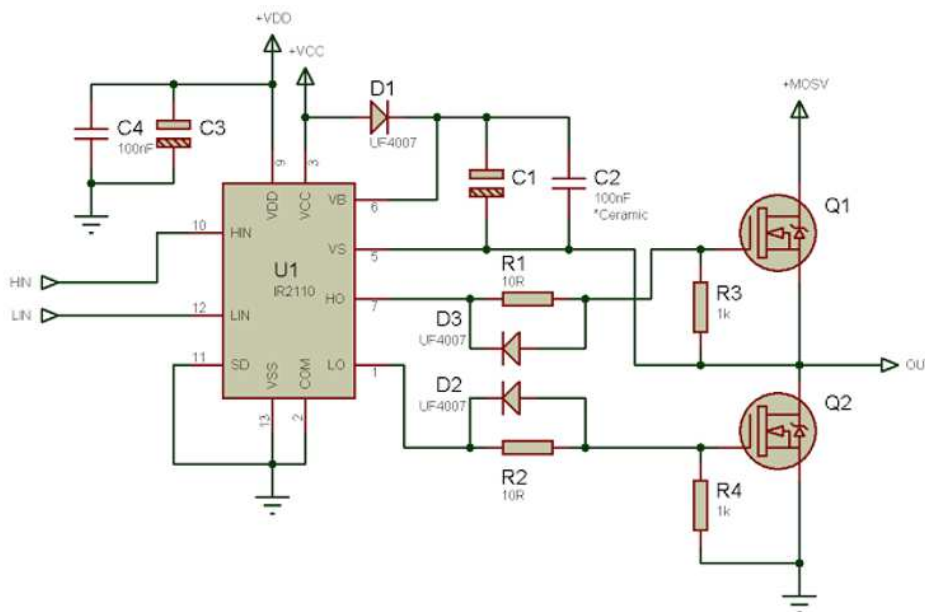 +VDD
+VCC
D1
UF4007
+MOSV
C4
100nF
C3
9
3
VDD
VCC
VB
6
C1
C2
100nF
*Ceramic
Q1
10
HIN
VS
5
U1
IR2110
R1
10R
HIN
HO
7
R3
1k
LIN
12
LIN
D3
UF4007
11
SD
VSS
COM
LO
1
D2
UF4007
OU
Q2
13
2
R2
10R
R4
1k